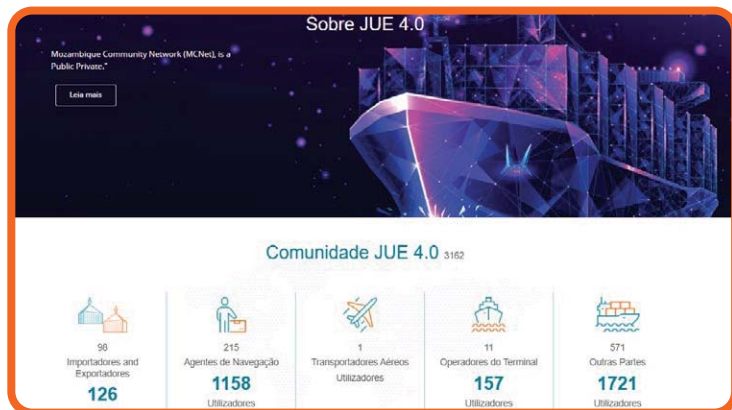 Sobre JUE 4.0
Mozambique Community Network (MCNet), is a
Public Private."
Leia mais
Comunidade JUE 4.0 3162
98
Importadores and
Exportadores
126
215
Agentes de Navegação
1158
Utilizadores
1
Transportadores Aéreos
Utilizadores
11
Operadores do Terminal
157
Utilizadores
571
Outras Partes
1721
Utilizadores